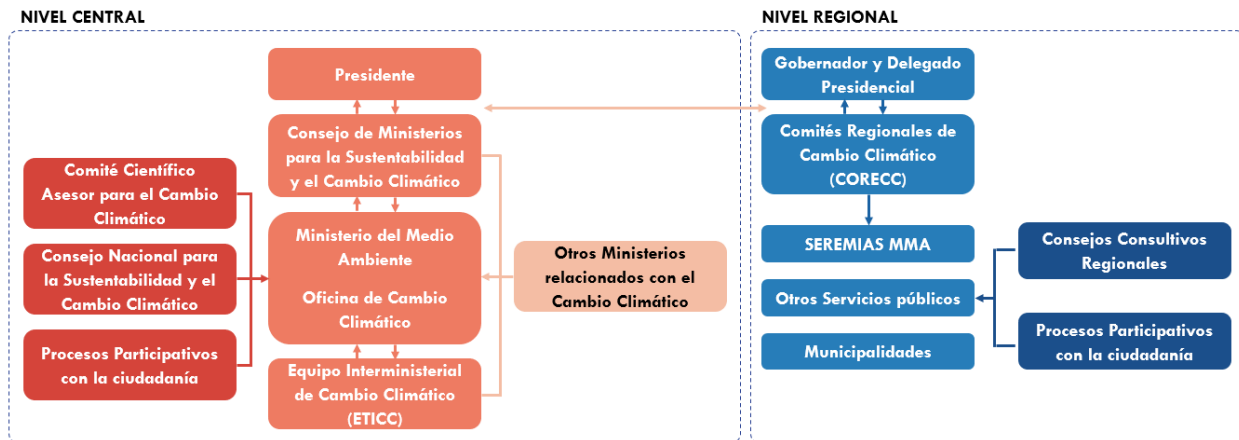 NIVEL CENTRAL
Presidente
Consejo de Ministerios
para la Sustentabilidad
y el Cambio Climático
Comité Científico
Asesor para el Cambio
Climático
Consejo Nacional para
la Sustentabilidad y el
Cambio Climático
Procesos Participativos
con la ciudadanía
Ministerio del Medio
Ambiente
Oficina de Cambio
Climático
Equipo Interministerial
de Cambio Climático
(ETICC)
Otros Ministerios
relacionados con el
Cambio Climático
NIVEL REGIONAL
Gobernador y Delegado
Presidencial
Comités Regionales de
Cambio Climático
(CORECC)
SEREMIAS MMA
Otros Servicios públicos
Municipalidades
Consejos Consultivos
Regionales
Procesos Participativos
con la ciudadanía